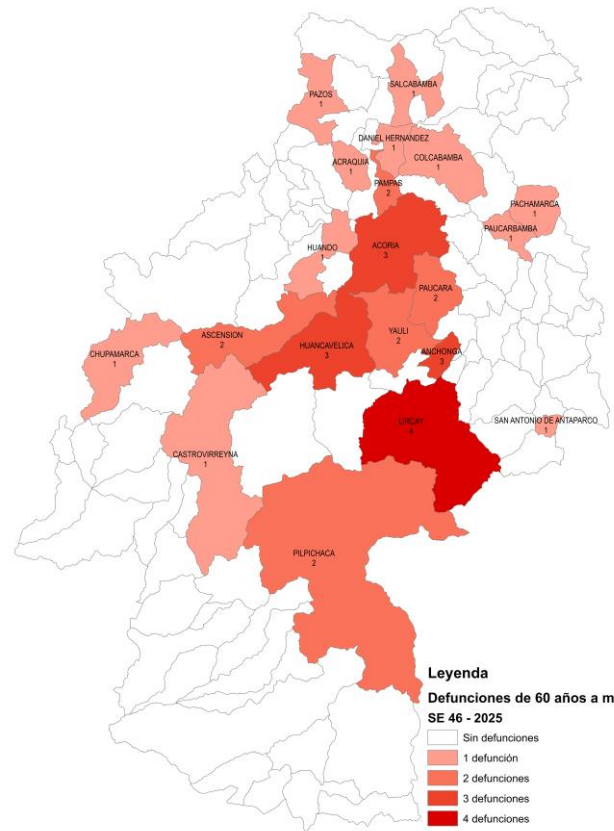 SALCABAMBA
1
PAZOS
1
DANIEL HERNANDEZ
1
COLCABAMBA
1
ACRAQUIA
1
PAMPAS
2
PACHAMARCA
1
PAUCARBAMBA
1
HUANDO
1
ACORIA
3
PAUCARA
2
ASCENSION
2
YAULI
2
HUANCAVELICA
3
ANCHONGA
3
CHUPAMARCA
1
SAN ANTONIO DE ANTAPARCO
1
LIRCAY
4
CASTROVIRREYNA
1
PILPICHACA
2
Leyenda
Defunciones de 60 años a m
SE 46 - 2025
Sin defunciones
1 defunción
2 defunciones
3 defunciones
4 defunciones